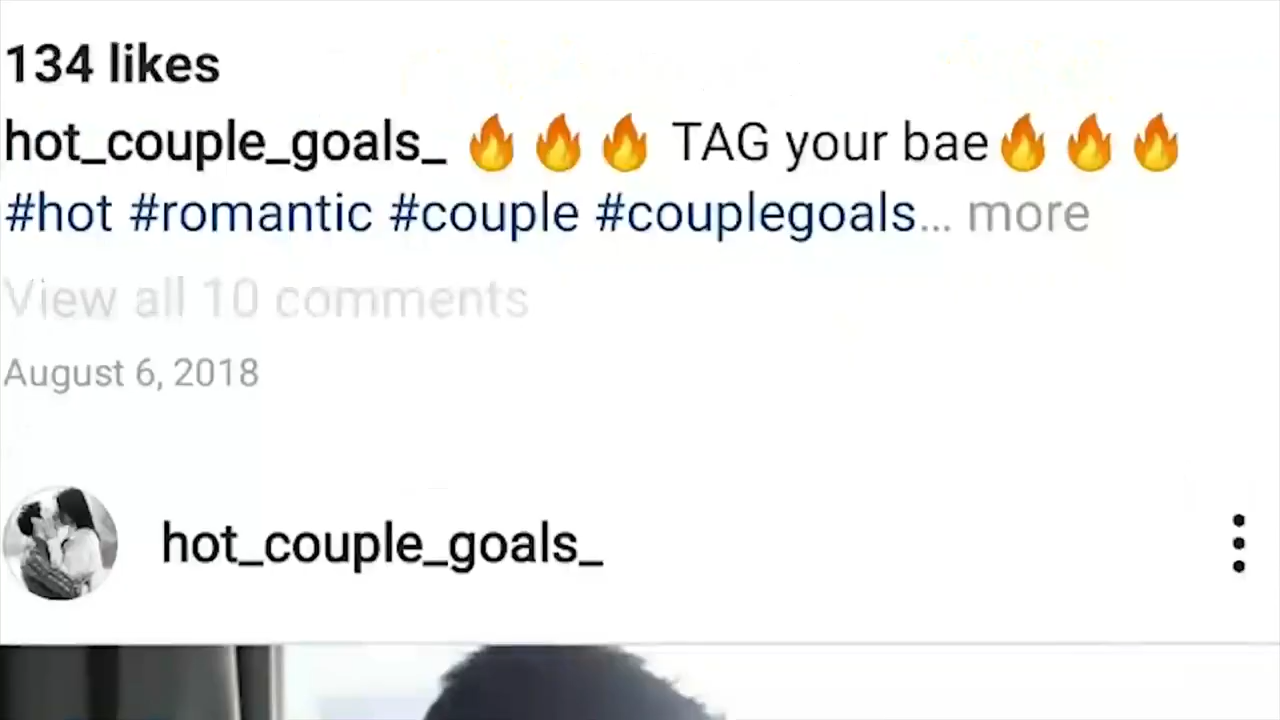 134 likes
hot_couple_goals_ 🔥🔥🔥 TAG your bae🔥🔥🔥
#hot #romantic #couple #couplegoals... more
View all 10 comments
August 6, 2018
hot_couple_goals_